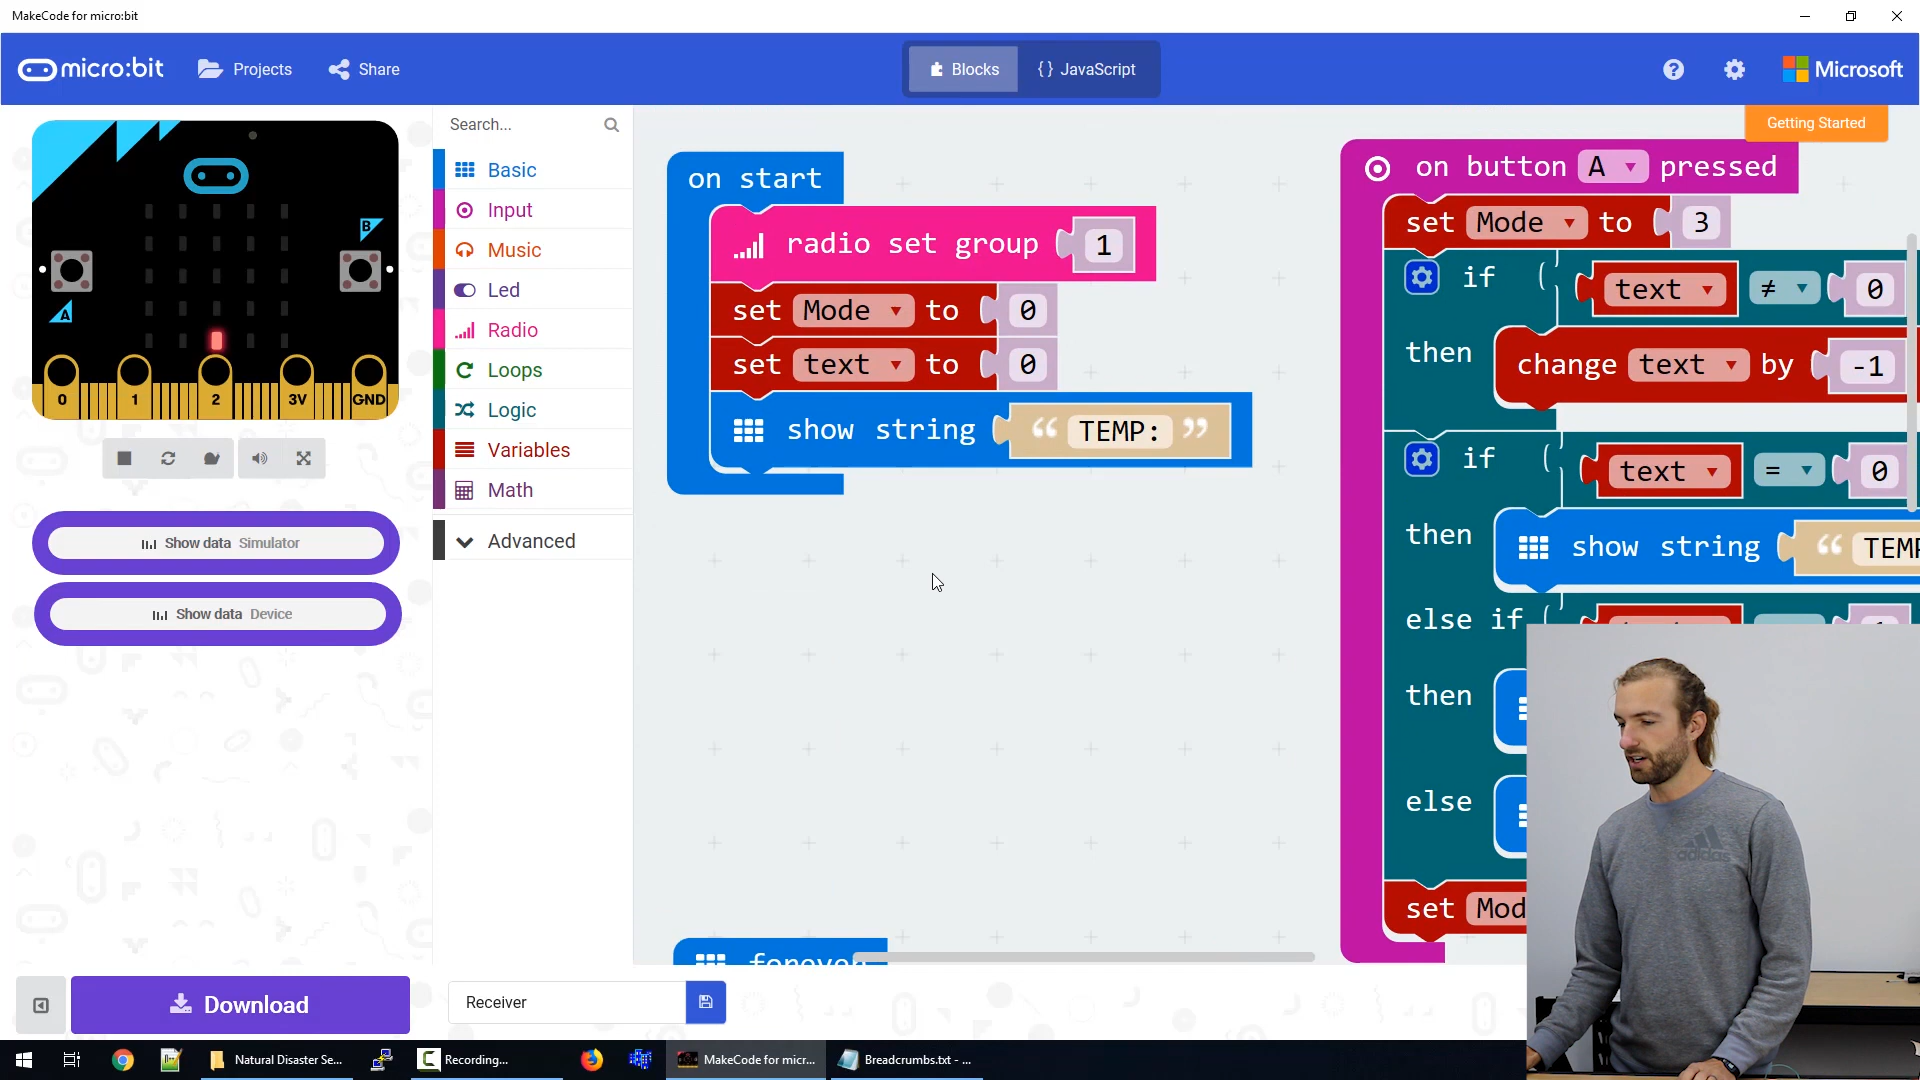 MakeCode for micro:bit
micro:bit
Projects
Share
Blocks
{} JavaScript
?
Microsoft
Getting Started
Search...
Basic
Input
Music
Led
Radio
Loops
Logic
Variables
Math
Advanced
B
A
0 1 2 3V GND
Show data Simulator
Show data Device
Download
Receiver
on start
radio set group 1
set Mode to 0
set text to 0
show string “ TEMP: ”
forever
on button A pressed
set Mode to 3
if text ≠ 0
then change text by -1
if text = 0
then show string “ TEMP
else if
then
else
set Mod
adidas
Natural Disaster Se...
Recording...
MakeCode for micr...
Breadcrumbs.txt - ...